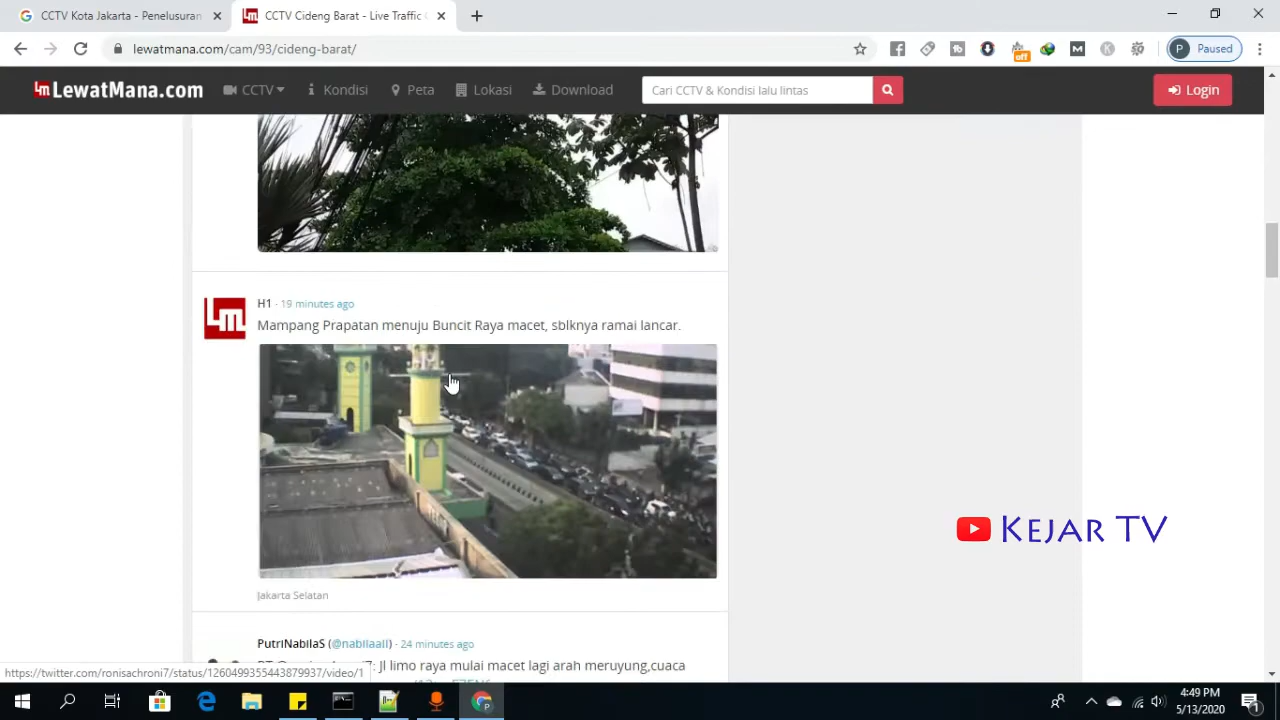 CCTV Kota Jakarta - Penelusuran
CCTV Cideng Barat - Live Traffic
lewatmana.com/cam/93/cideng-barat/
off
P Paused
LewatMana.com
CCTV
Kondisi
Peta
Lokasi
Download
Cari CCTV & Kondisi lalu lintas
Login
H1 - 19 minutes ago
Mampang Prapatan menuju Buncit Raya macet, sblknya ramai lancar.
Jakarta Selatan
KEJAR TV
PutriNabilaS (@nabilaall) - 24 minutes ago
Jl limo raya mulai macet lagi arah meruyung,cuaca
https://twitter.com/ronisachroni7/status/1260499355443879937/video/1
4:49 PM
5/13/2020